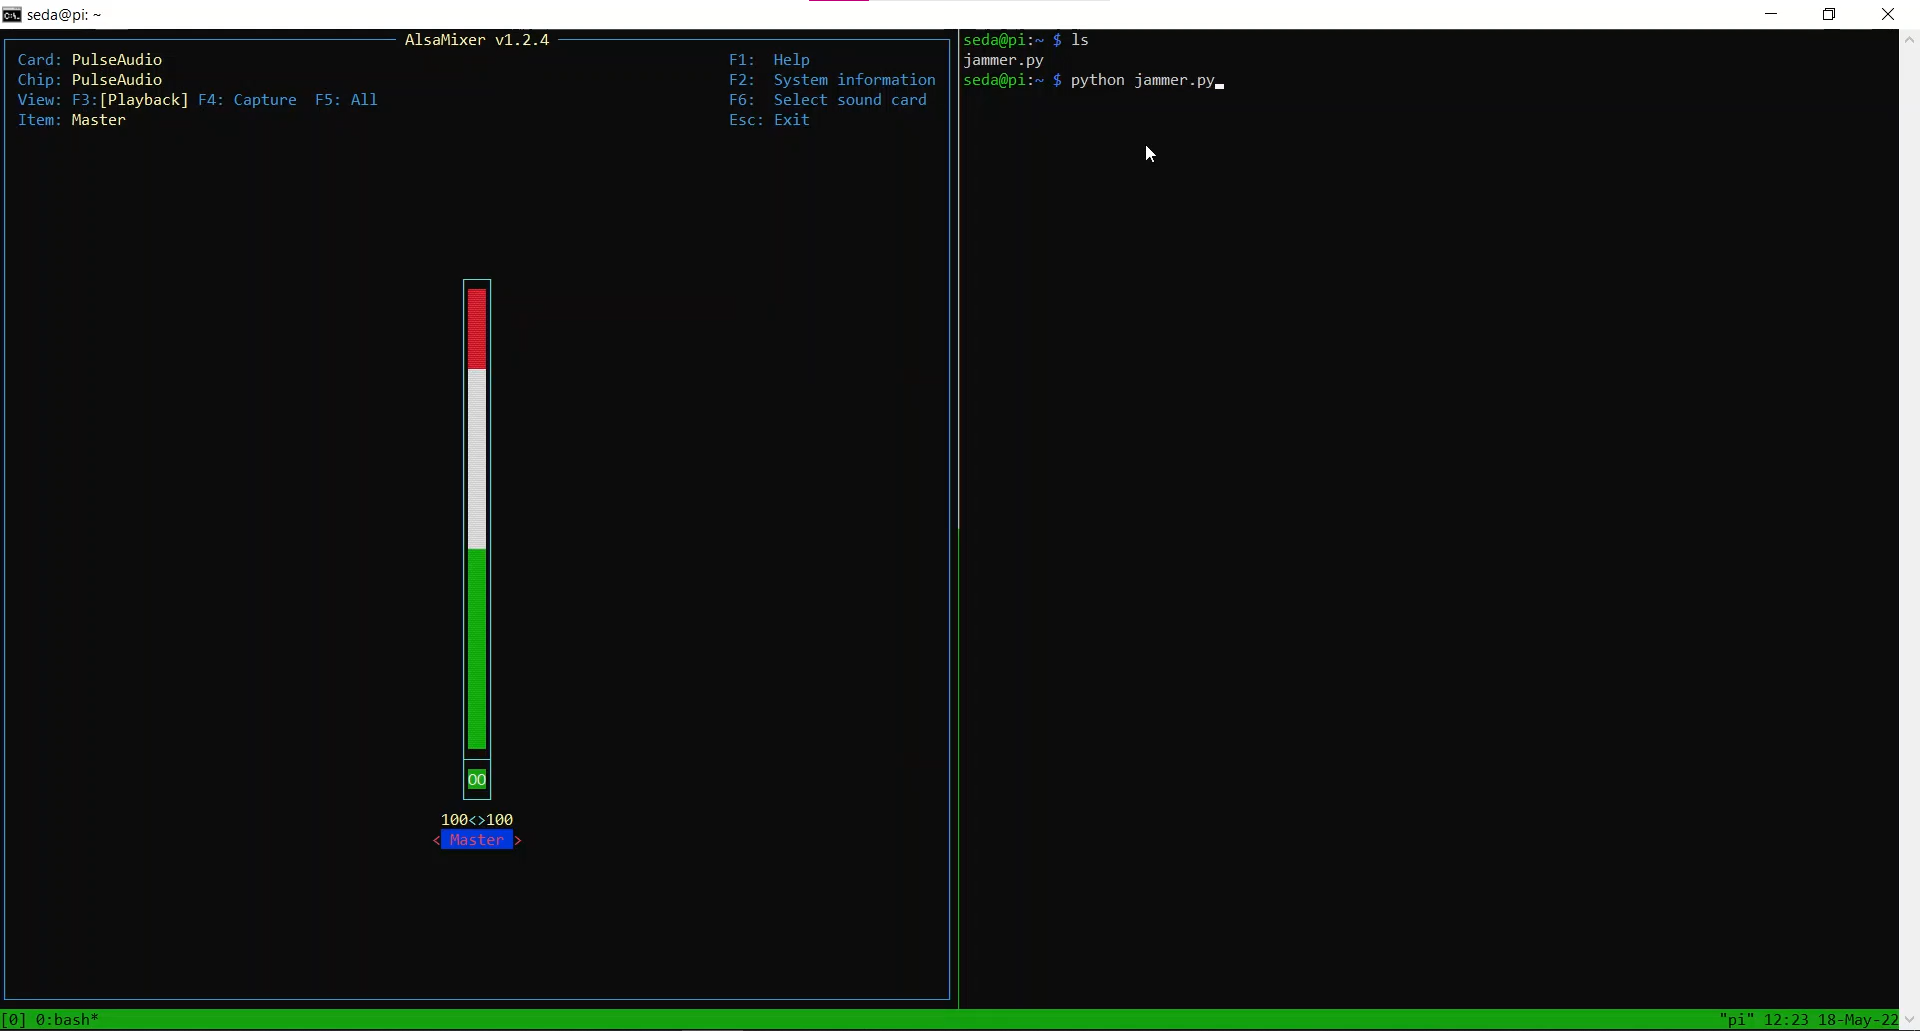 seda@pi: ~
AlsaMixer v1.2.4
Card: PulseAudio
Chip: PulseAudio
View: F3:[Playback] F4: Capture F5: All
Item: Master
F1: Help
F2: System information
F6: Select sound card
Esc: Exit
OO
100<>100
< Master >
seda@pi:~ $ ls
jammer.py
seda@pi:~ $ python jammer.py
[0] 0:bash*
"pi" 12:23 18-May-22